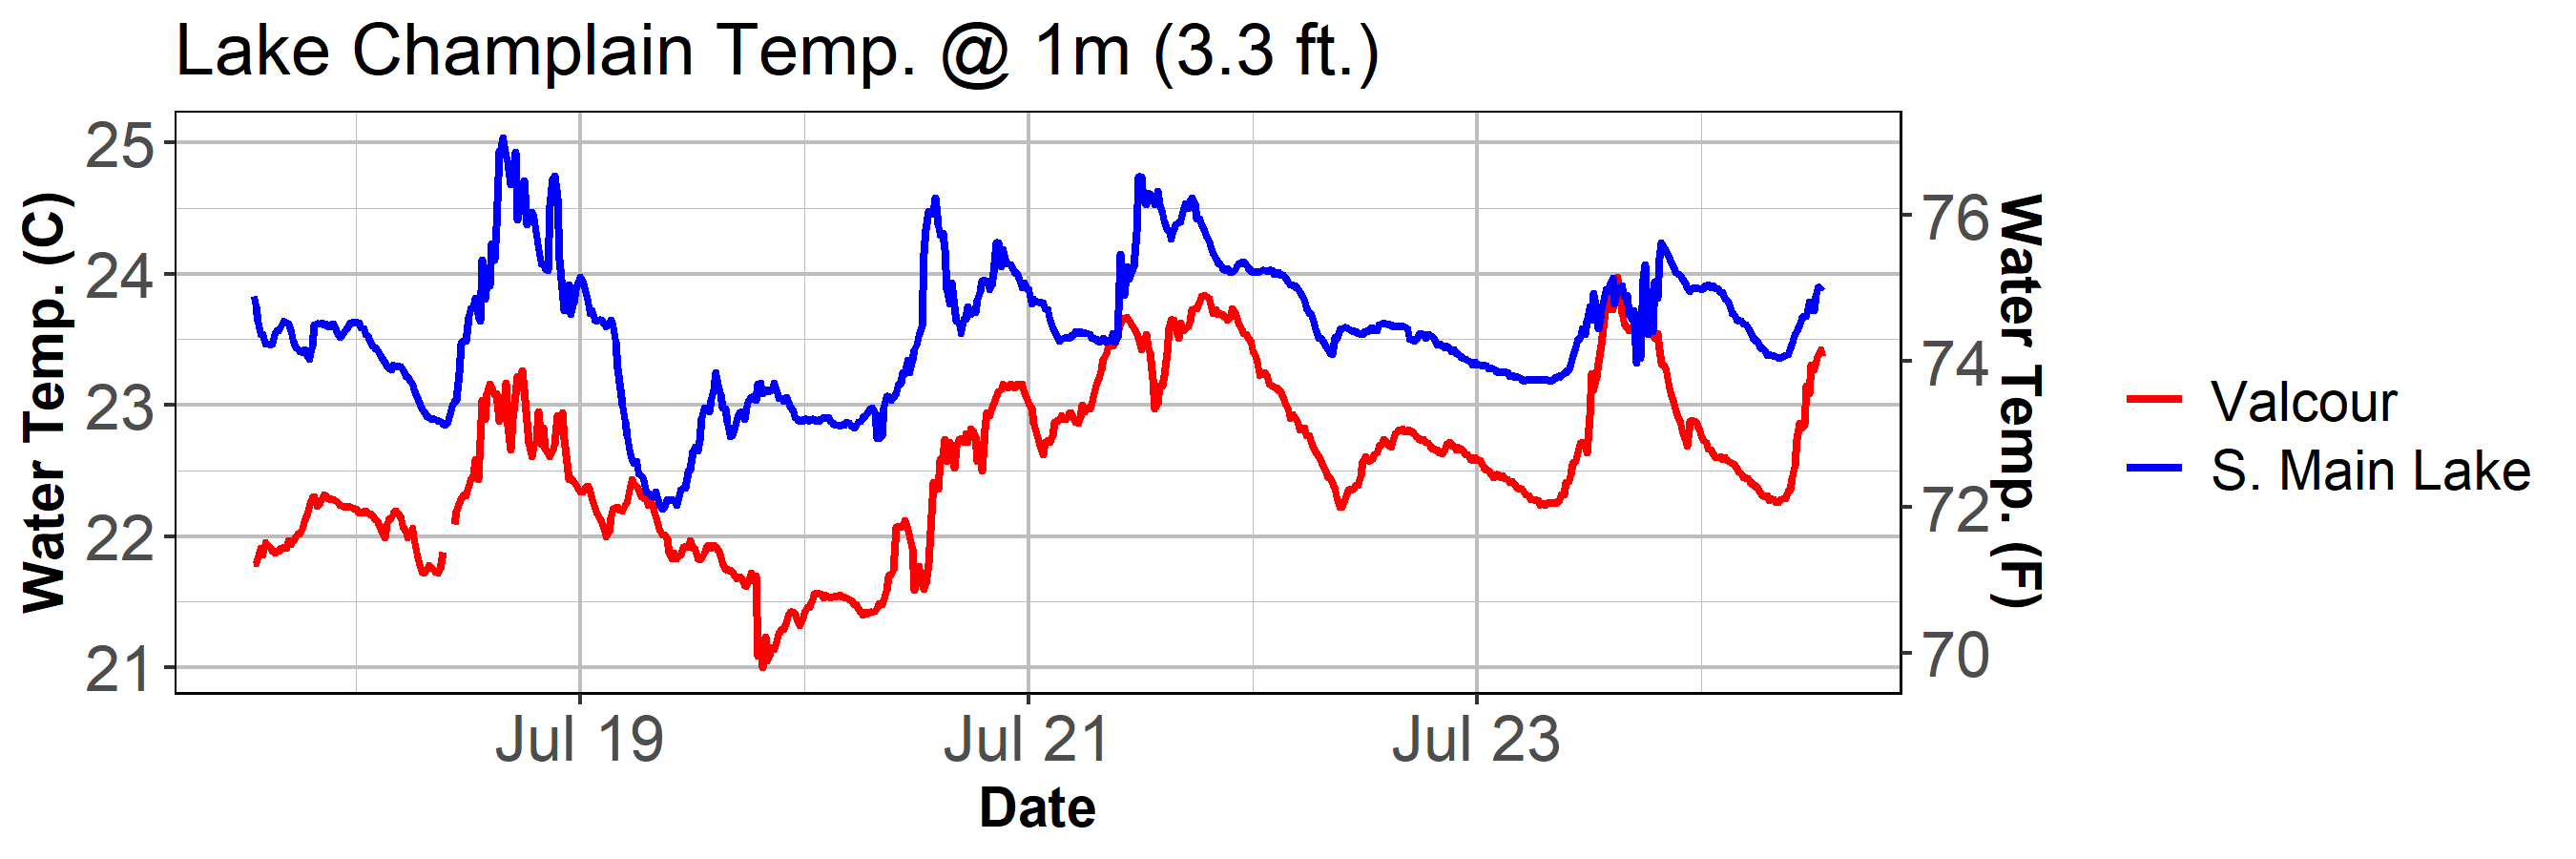 Lake Champlain Temp. @ 1m (3.3 ft.)
Water Temp. (C)
25
24
23
22
21
76
74
72
70
Water Temp. (F)
Jul 19
Jul 21
Jul 23
Date
Valcour
S. Main Lake